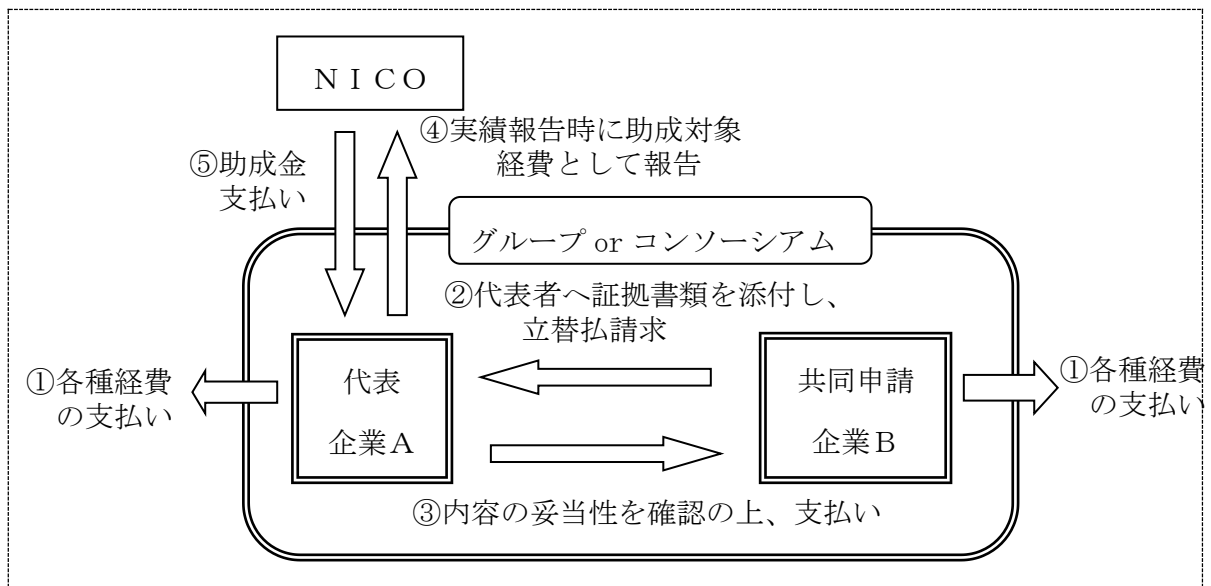 ＮＩＣＯ
④実績報告時に助成対象
経費として報告
⑤助成金
支払い
グループ or コンソーシアム
②代表者へ証拠書類を添付し、
立替払請求
①各種経費
の支払い
代表
企業Ａ
共同申請
企業Ｂ
①各種経費
の支払い
③内容の妥当性を確認の上、支払い